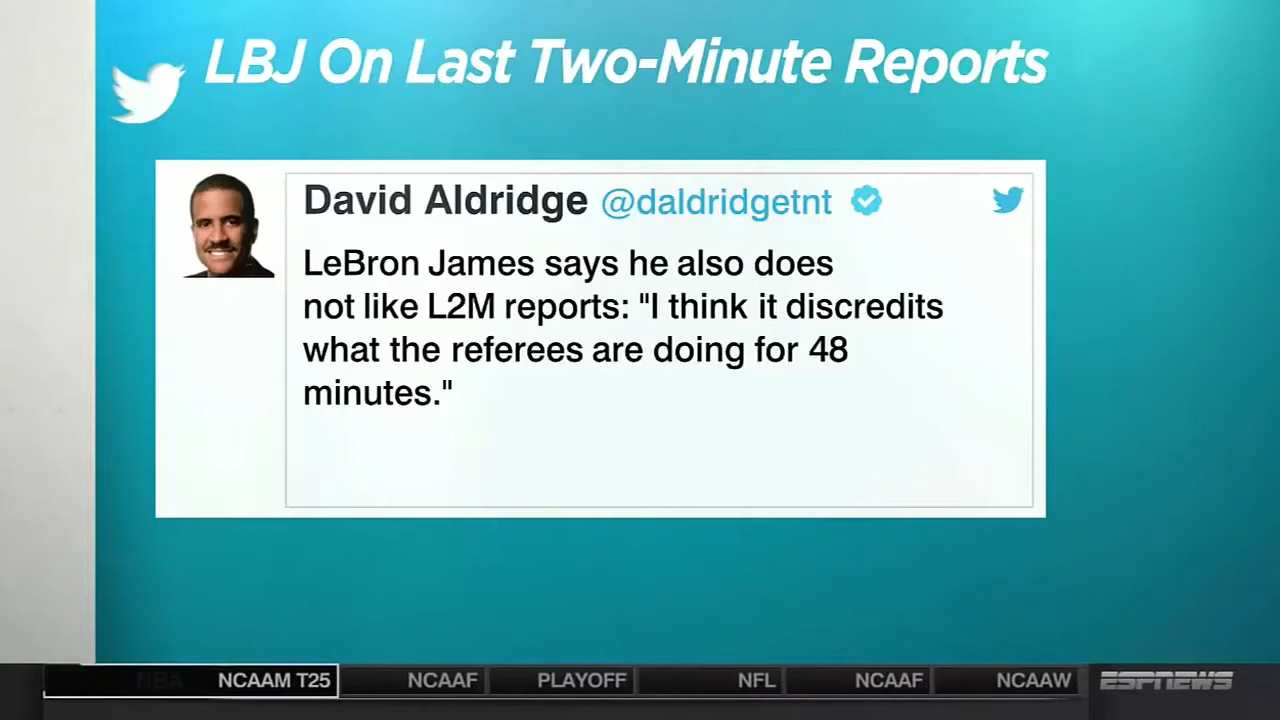 LBJ On Last Two-Minute Reports
David Aldridge @daldridgetnt
LeBron James says he also does
not like L2M reports: "I think it discredits
what the referees are doing for 48
minutes."
NBA NCAAM T25 NCAAF PLAYOFF NFL NCAAF NCAAW ESPNEWS